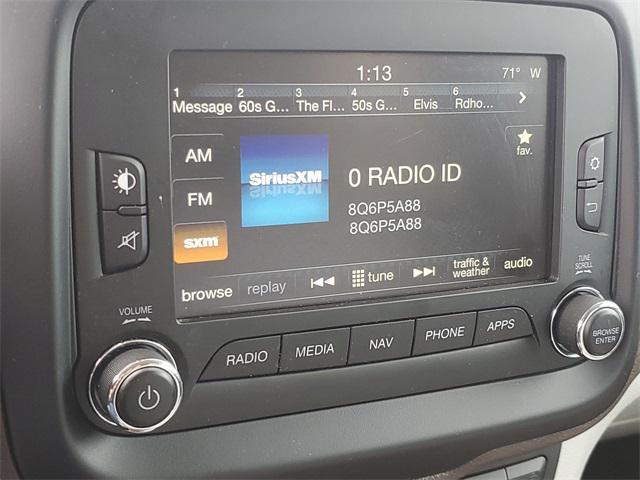 1:13 71° W
1 2 3 4 5 6
Message 60s G... The Fl... 50s G... Elvis Rdho...
AM
SiriusXM
0 RADIO ID
fav.
FM
8Q6P5A88
8Q6P5A88
sxm
browse replay tune traffic & weather audio
TUNE
SCROLL
VOLUME
RADIO MEDIA NAV PHONE APPS
BROWSE
ENTER